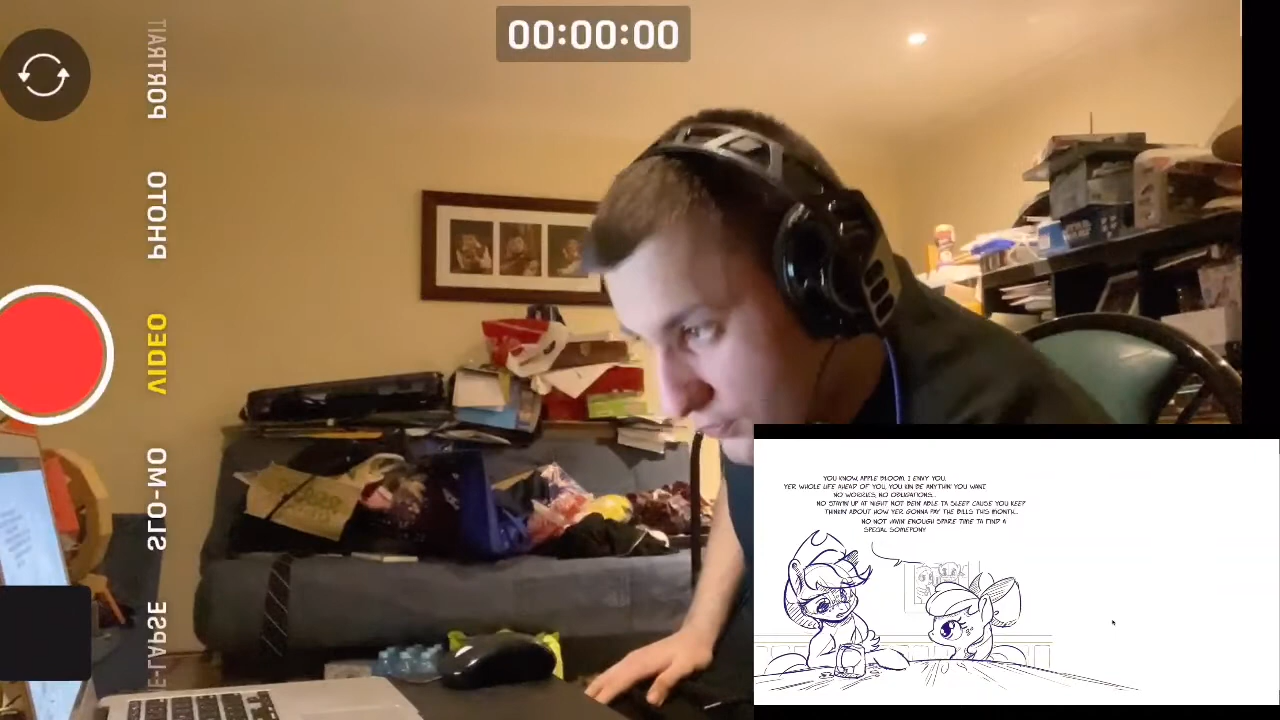 00:00:00
PORTRAIT
PHOTO
VIDEO
SLO-MO
E-LAPSE
YOU KNOW, APPLE BLOOM, I ENVY YOU.
YER WHOLE LIFE AHEAD OF YOU, YOU KIN BE ANYTHIN' YOU WANT.
NO WORRIES, NO OBLIGATIONS...
NO STAYIN' UP AT NIGHT NOT BEIN' ABLE TA SLEEP CAUSE YOU KEEP
THINKIN' ABOUT HOW YER GONNA PAY THE BILLS THIS MONTH...
NO NOT HAVIN' ENOUGH SPARE TIME TA FIND A
SPECIAL SOMEPONY